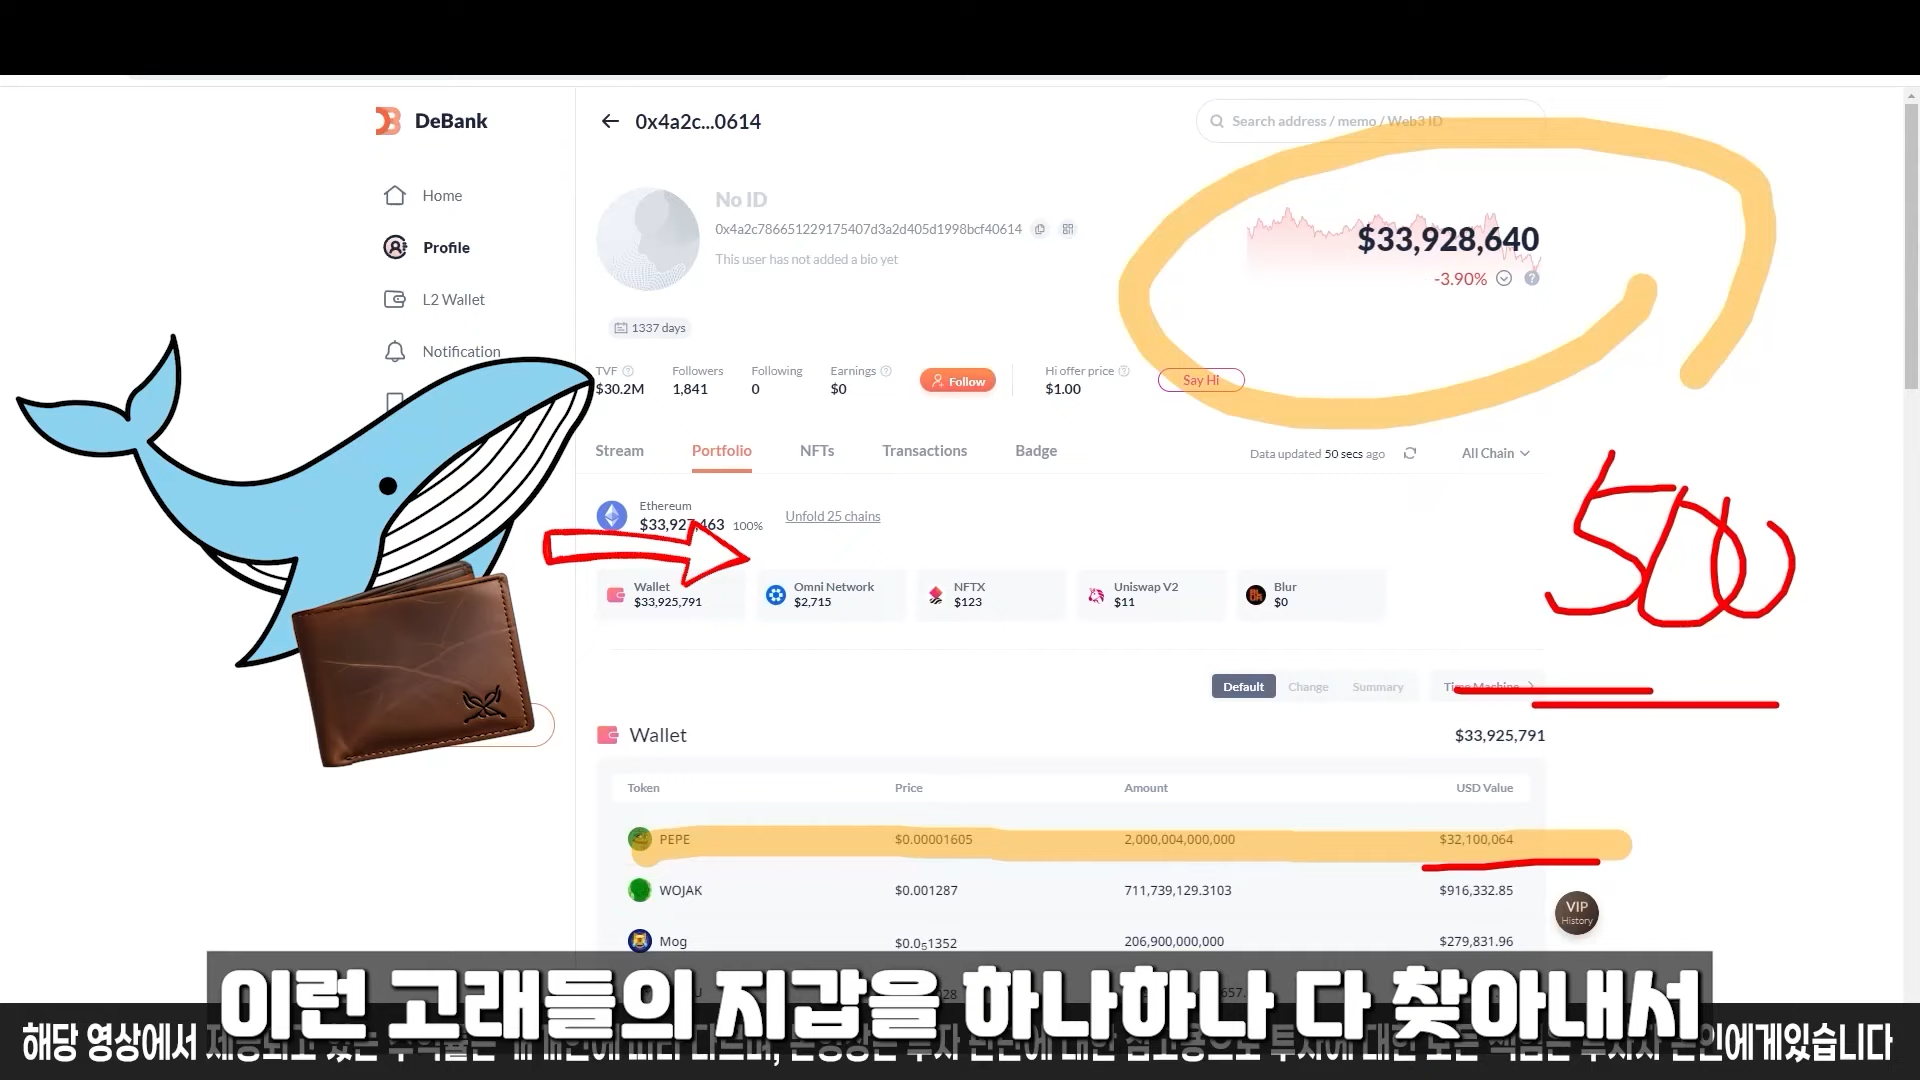 DeBank
0x4a2c...0614
Search address / memo / Web3 ID
Home
Profile
L2 Wallet
Notification
No ID
0x4a2c786651229175407d3a2d405d1998bcf40614
This user has not added a bio yet
$33,928,640
-3.90%
1337 days
TVF Followers Following Earnings Hi offer price
$30.2M 1,841 0 $0 Follow $1.00 Say Hi
Stream Portfolio NFTs Transactions Badge
Data updated 50 secs ago All Chain
Ethereum
$33,927,463 100% Unfold 25 chains
500
Wallet Omni Network NFTX Uniswap V2 Blur
$33,925,791 $2,715 $123 $11 $0
Default Change Summary Time Machine
Wallet $33,925,791
Token Price Amount USD Value
PEPE $0.00001605 2,000,004,000,000 $32,100,064
WOJAK $0.001287 711,739,129.3103 $916,332.85
VIP
History
Mog $0.0₅1352 206,900,000,000 $279,831.96
이런 고래들의 지갑을 하나하나 다 찾아내서
해당 영상에서
본인에게있습니다